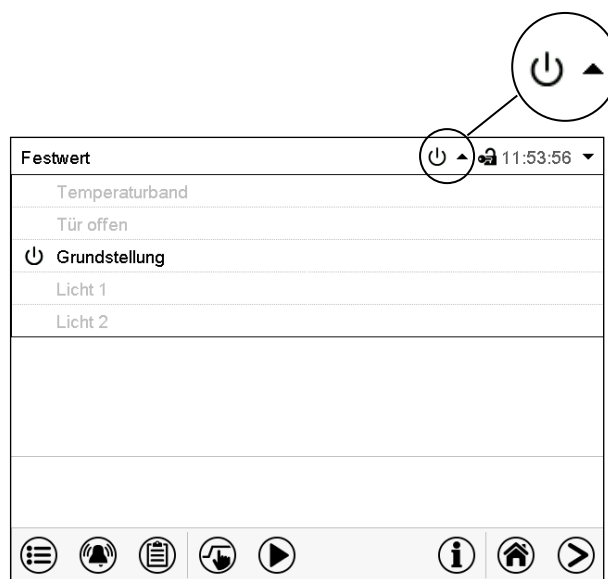 Festwert 11:53:56
Temperaturband
Tür offen
Grundstellung
Licht 1
Licht 2